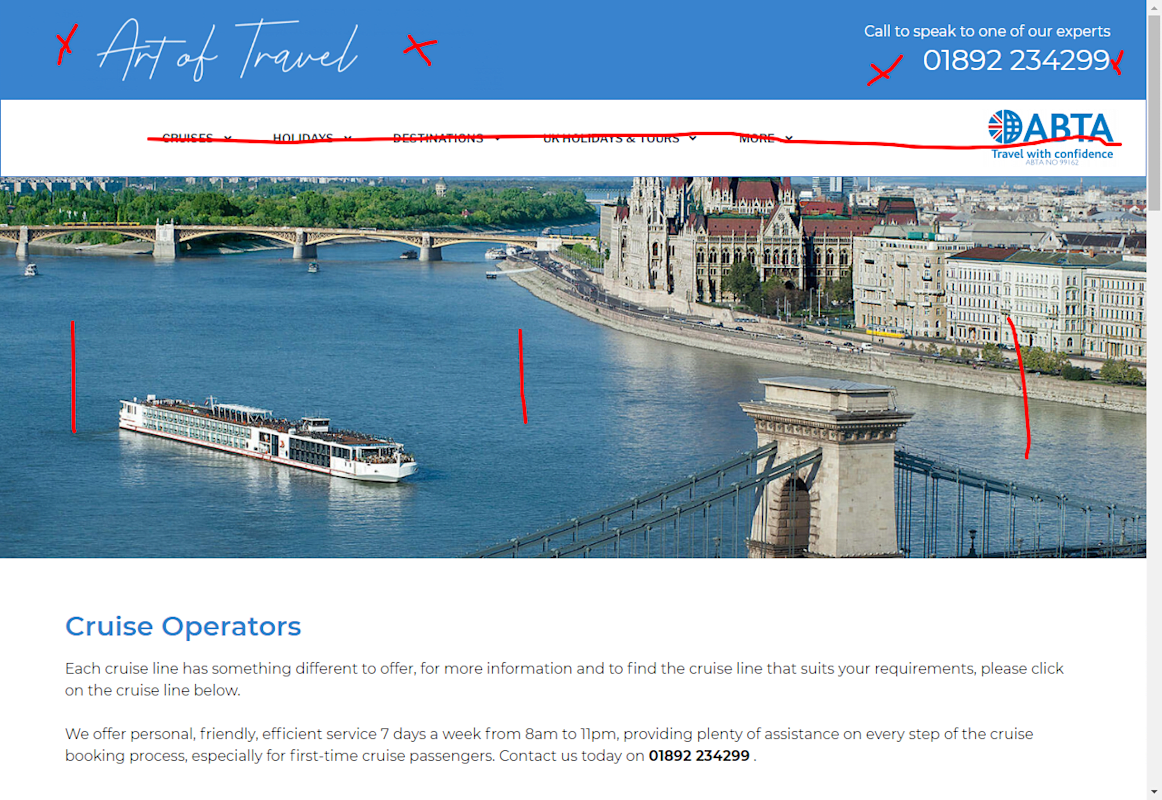 Art of Travel
Call to speak to one of our experts
01892 234299
CRUISES HOLIDAYS DESTINATIONS UK HOLIDAYS & TOURS MORE
ABTA
Travel with confidence
ABTA NO 99162
Cruise Operators
Each cruise line has something different to offer, for more information and to find the cruise line that suits your requirements, please click
on the cruise line below.
We offer personal, friendly, efficient service 7 days a week from 8am to 11pm, providing plenty of assistance on every step of the cruise
booking process, especially for first-time cruise passengers. Contact us today on 01892 234299 .